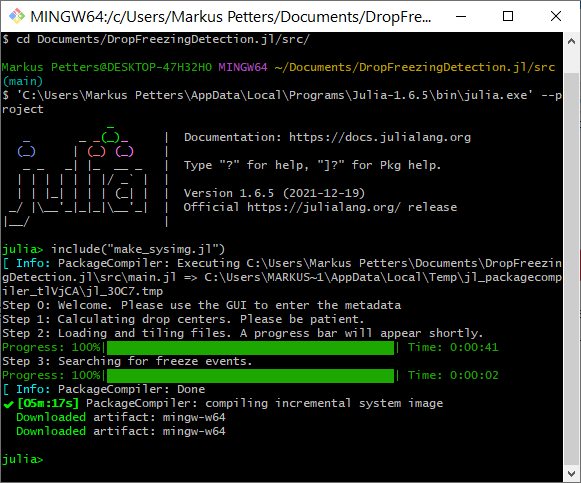 MINGW64:/c/Users/Markus Petters/Documents/DropFre...
$ cd Documents/DropFreezingDetection.jl/src/
Markus Petters@DESKTOP-47H32HO MINGW64 ~/Documents/DropFreezingDetection.jl/src
(main)
$ 'C:\Users\Markus Petters\AppData\Local\Programs\Julia-1.6.5\bin\julia.exe' --p
roject
Documentation: https://docs.julialang.org
Type "?" for help, "]?" for Pkg help.
Version 1.6.5 (2021-12-19)
Official https://julialang.org/ release
julia> include("make_sysimg.jl")
[ Info: PackageCompiler: Executing C:\Users\Markus Petters\Documents\DropFreezin
gDetection.jl\src\main.jl => C:\Users\MARKUS~1\AppData\Local\Temp\jl_packagecomp
iler_tlVjCA\jl_3OC7.tmp
Step 0: Welcome. Please use the GUI to enter the metadata
Step 1: Calculating drop centers. Please be patient.
Step 2: Loading and tiling files. A progress bar will appear shortly.
Progress: 100%| | Time: 0:00:41
Step 3: Searching for freeze events.
Progress: 100%| | Time: 0:00:02
[ Info: PackageCompiler: Done
✔ [05m:17s] PackageCompiler: compiling incremental system image
Downloaded artifact: mingw-w64
Downloaded artifact: mingw-w64
julia>